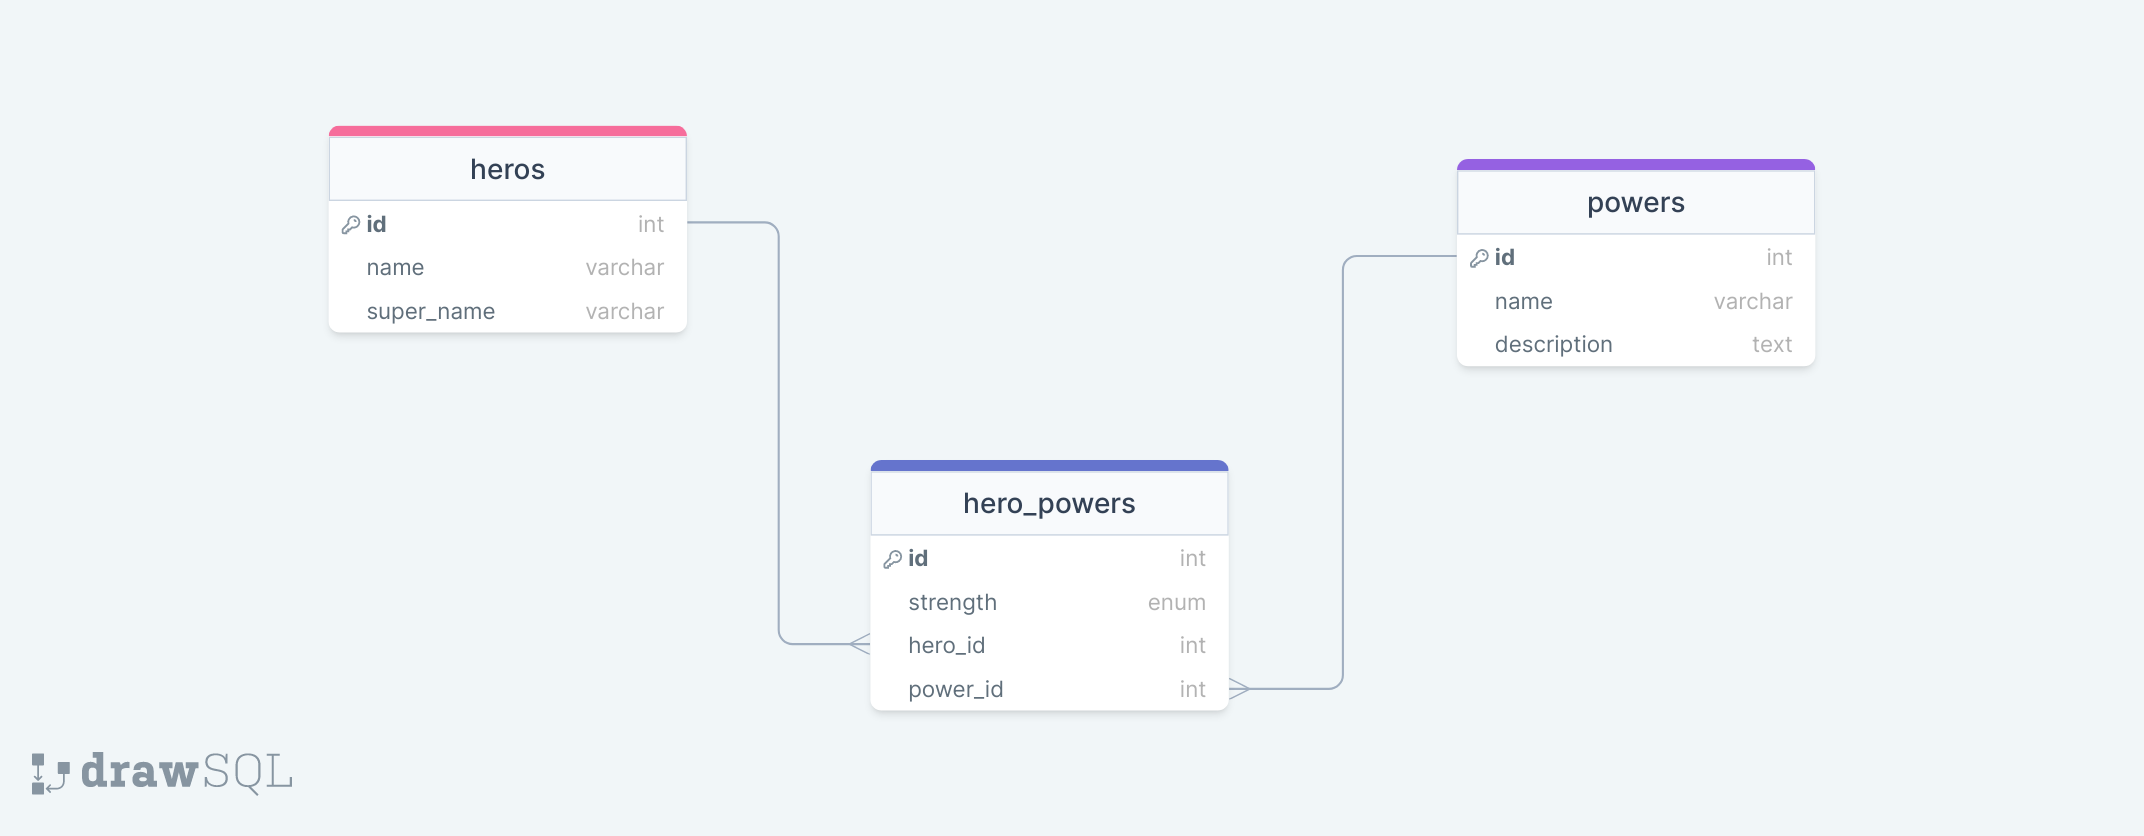 heros
id int
name varchar
super_name varchar
powers
id int
name varchar
description text
hero_powers
id int
strength enum
hero_id int
power_id int
drawSQL